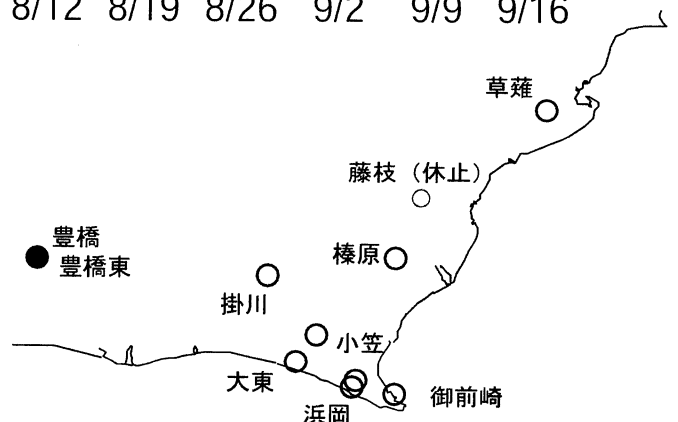 8/12 8/19 8/26 9/2 9/9 9/16
草薙
藤枝（休止）
豊橋
豊橋東
榛原
掛川
小笠
大東
御前崎
浜岡